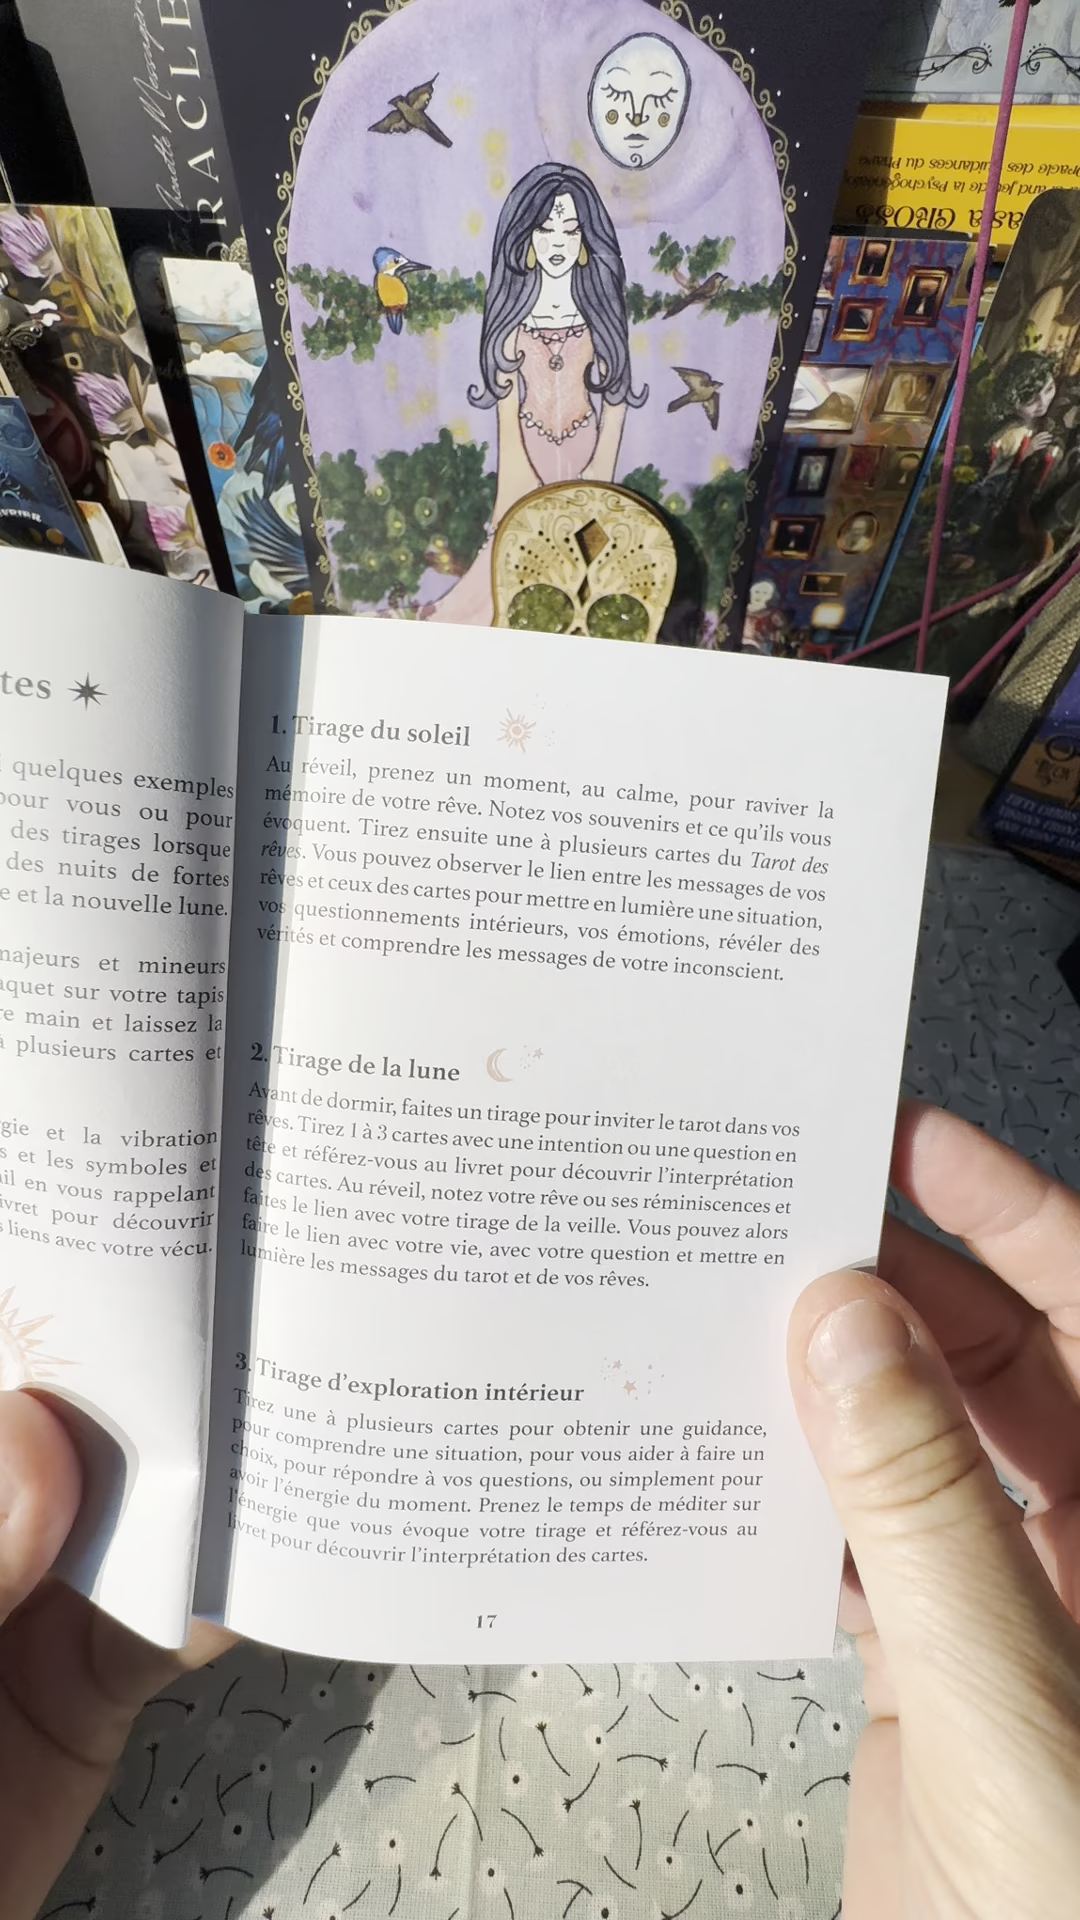 ORACLE
Oracle des Guidances du Phare
tes
quelques exemples
pour vous ou pour
des tirages lorsque
des nuits de fortes
e et la nouvelle lune.
majeurs et mineurs
aquet sur votre tapis
re main et laissez la
à plusieurs cartes et
gie et la vibration
s et les symboles et
ail en vous rappelant
ivret pour découvrir
s liens avec votre vécu.
1. Tirage du soleil
Au réveil, prenez un moment, au calme, pour raviver la
mémoire de votre rêve. Notez vos souvenirs et ce qu'ils vous
évoquent. Tirez ensuite une à plusieurs cartes du Tarot des
rêves. Vous pouvez observer le lien entre les messages de vos
rêves et ceux des cartes pour mettre en lumière une situation,
vos questionnements intérieurs, vos émotions, révéler des
vérités et comprendre les messages de votre inconscient.
2. Tirage de la lune
Avant de dormir, faites un tirage pour inviter le tarot dans vos
rêves. Tirez 1 à 3 cartes avec une intention ou une question en
tête et référez-vous au livret pour découvrir l'interprétation
des cartes. Au réveil, notez votre rêve ou ses réminiscences et
faites le lien avec votre tirage de la veille. Vous pouvez alors
faire le lien avec votre vie, avec votre question et mettre en
lumière les messages du tarot et de vos rêves.
3. Tirage d'exploration intérieur
Tirez une à plusieurs cartes pour obtenir une guidance,
pour comprendre une situation, pour vous aider à faire un
choix, pour répondre à vos questions, ou simplement pour
avoir l'énergie du moment. Prenez le temps de méditer sur
l'énergie que vous évoque votre tirage et référez-vous au
livret pour découvrir l'interprétation des cartes.
17